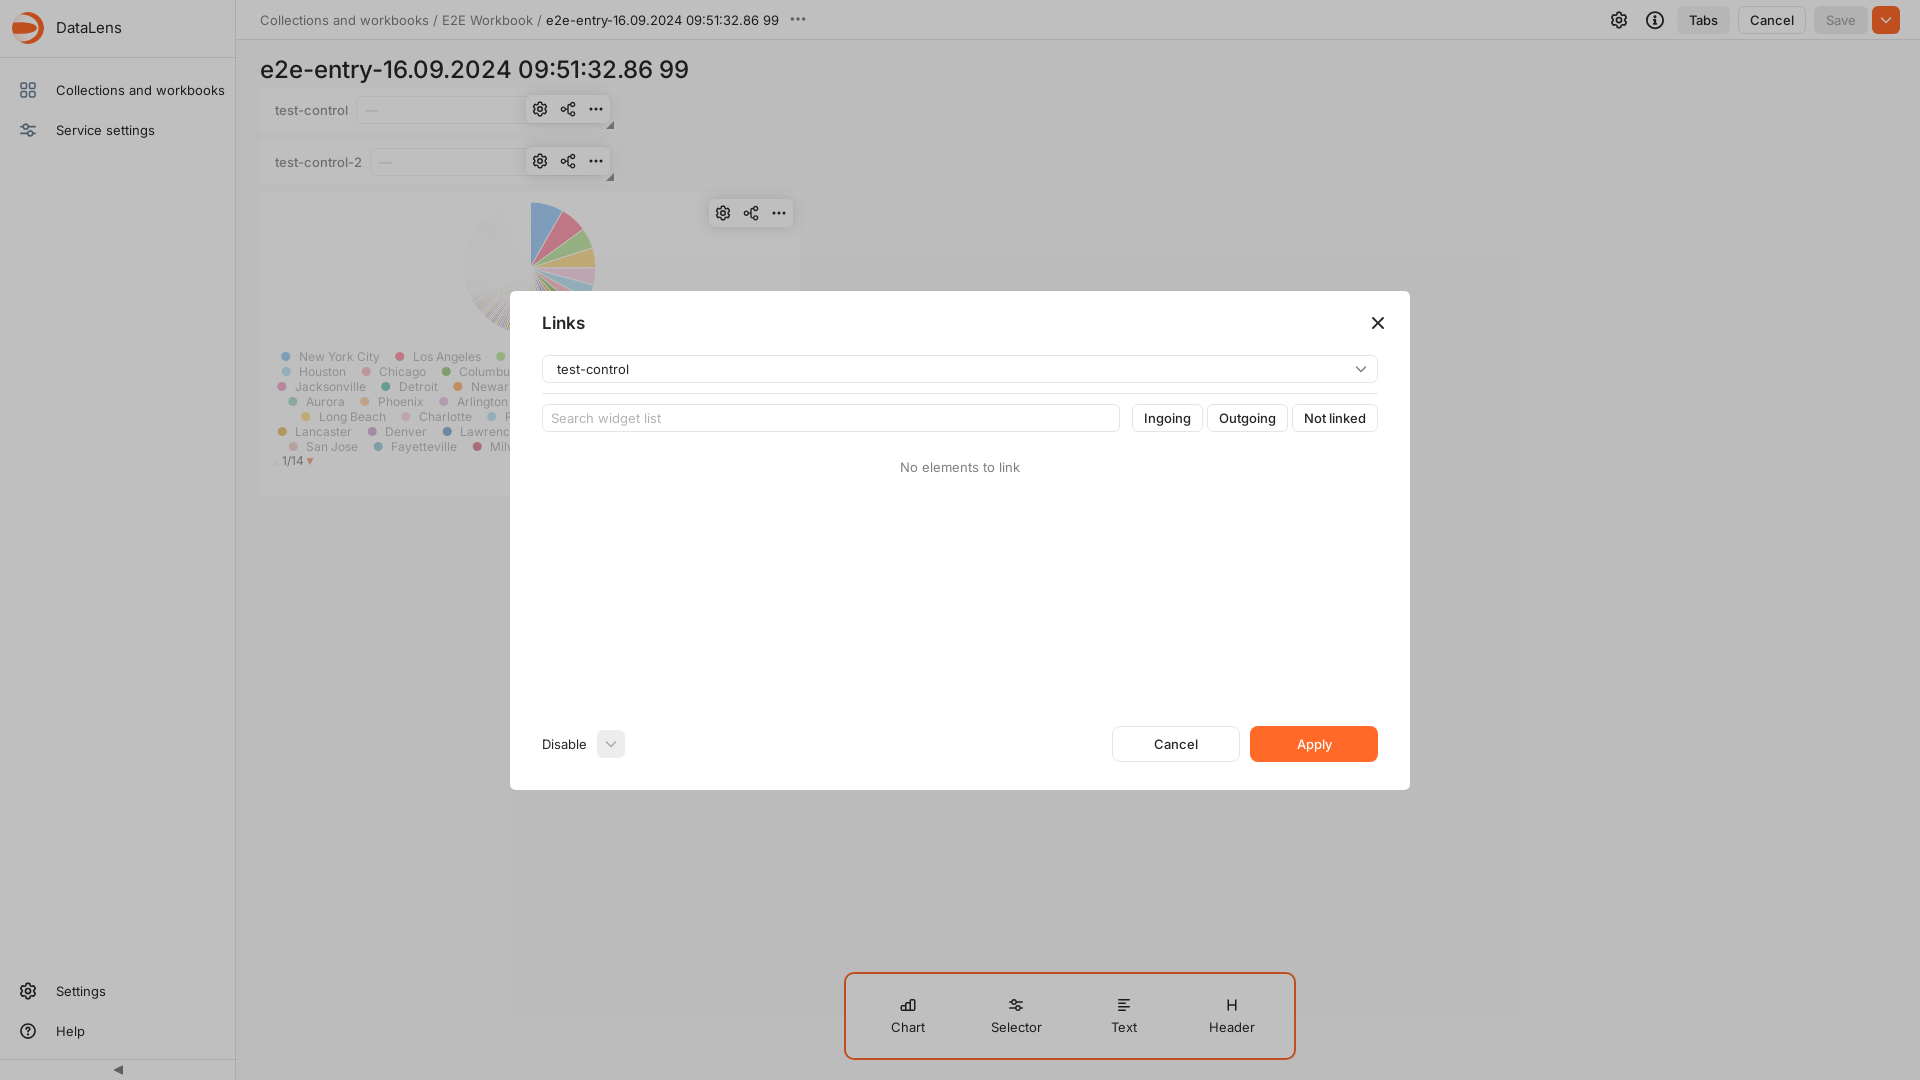 DataLens
Collections and workbooks / E2E Workbook / e2e-entry-16.09.2024 09:51:32.86 99
Tabs
Cancel
Save
Collections and workbooks
Service settings
e2e-entry-16.09.2024 09:51:32.86 99
test-control
—
test-control-2
—
New York City Los Angeles
Houston Chicago Columbu
Jacksonville Detroit Newar
Aurora Phoenix Arlington
Long Beach Charlotte
Lancaster Denver Lawrenc
San Jose Fayetteville Milw
1/14
Links
test-control
Search widget list
Ingoing
Outgoing
Not linked
No elements to link
Disable
Cancel
Apply
Chart
Selector
Text
Header
Settings
Help